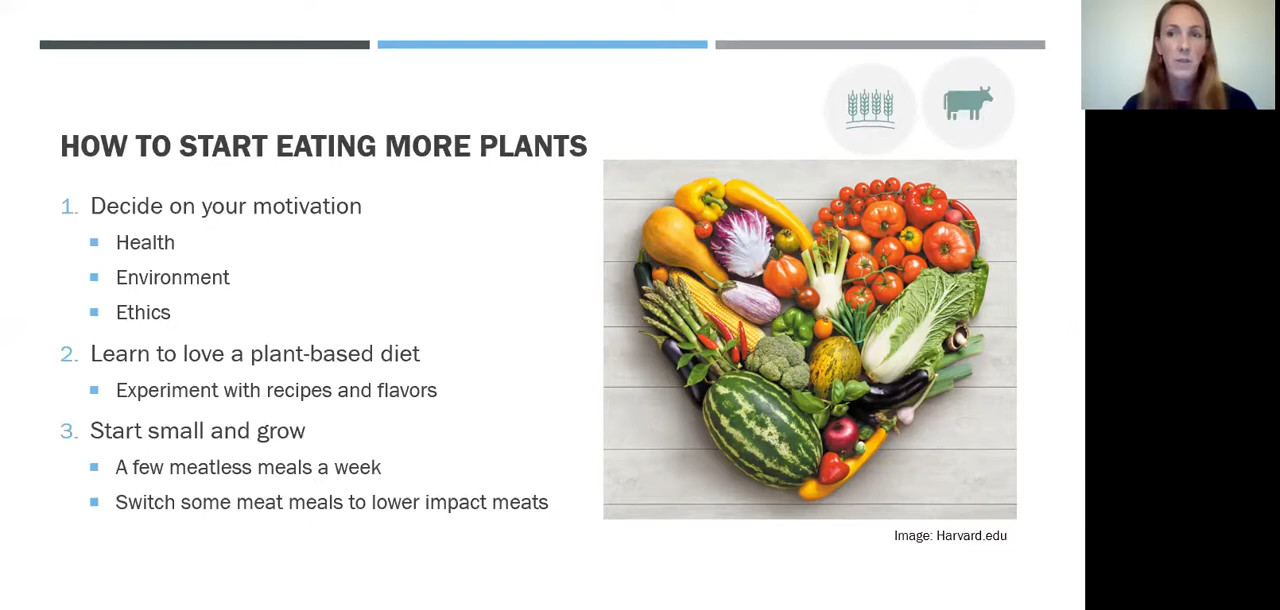 HOW TO START EATING MORE PLANTS
1. Decide on your motivation
Health
Environment
Ethics
2. Learn to love a plant-based diet
Experiment with recipes and flavors
3. Start small and grow
A few meatless meals a week
Switch some meat meals to lower impact meats
Image: Harvard.edu